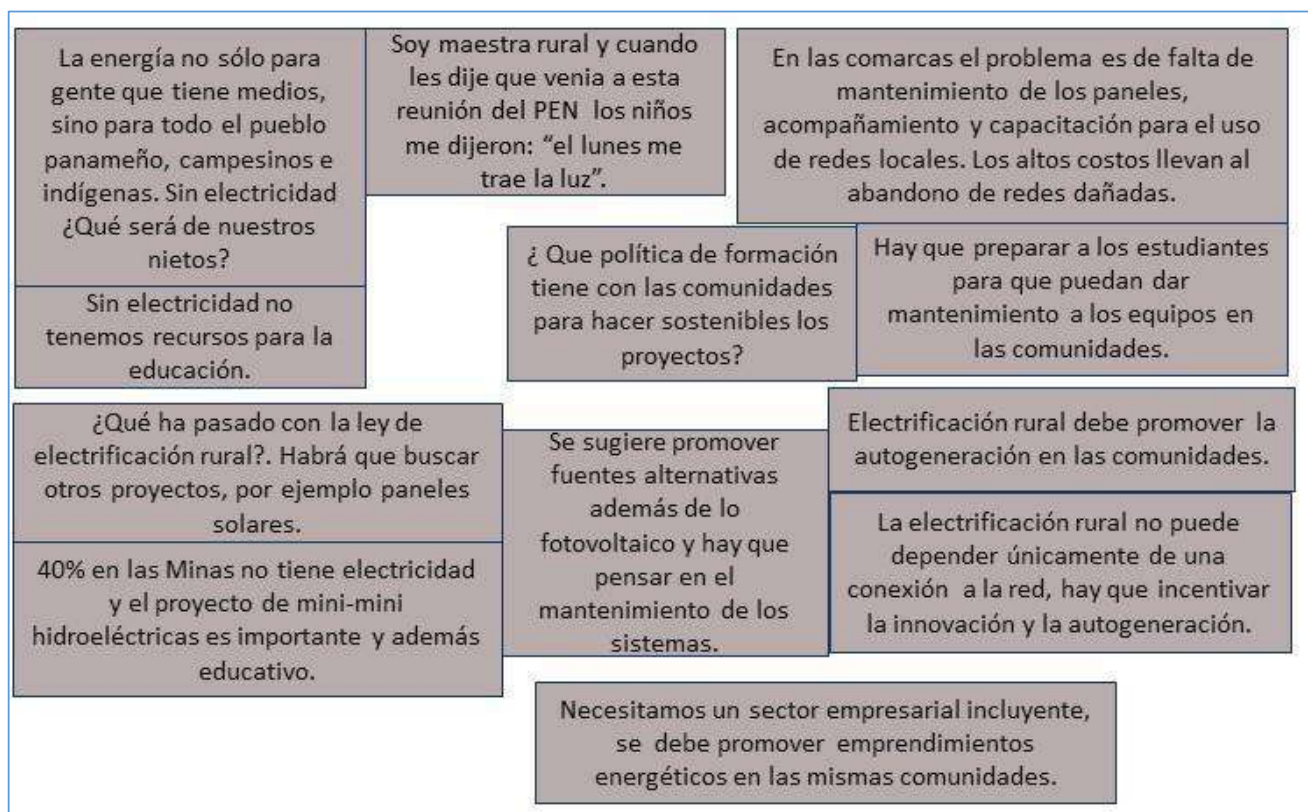 La energía no sólo para
gente que tiene medios,
sino para todo el pueblo
panameño, campesinos e
indígenas. Sin electricidad
¿Qué será de nuestros
nietos?
Soy maestra rural y cuando
les dije que venia a esta
reunión del PEN los niños
me dijeron: “el lunes me
trae la luz”.
En las comarcas el problema es de falta de
mantenimiento de los paneles,
acompañamiento y capacitación para el uso
de redes locales. Los altos costos llevan al
abandono de redes dañadas.
Sin electricidad no
tenemos recursos para la
educación.
¿ Que política de formación
tiene con las comunidades
para hacer sostenibles los
proyectos?
Hay que preparar a los estudiantes
para que puedan dar
mantenimiento a los equipos en
las comunidades.
¿Qué ha pasado con la ley de
electrificación rural?. Habrá que buscar
otros proyectos, por ejemplo paneles
solares.
Se sugiere promover
fuentes alternativas
además de lo
fotovoltaico y hay que
pensar en el
mantenimiento de los
sistemas.
Electrificación rural debe promover la
autogeneración en las comunidades.
40% en las Minas no tiene electricidad
y el proyecto de mini-mini
hidroeléctricas es importante y además
educativo.
La electrificación rural no puede
depender únicamente de una
conexión a la red, hay que incentivar
la innovación y la autogeneración.
Necesitamos un sector empresarial incluyente,
se debe promover emprendimientos
energéticos en las mismas comunidades.